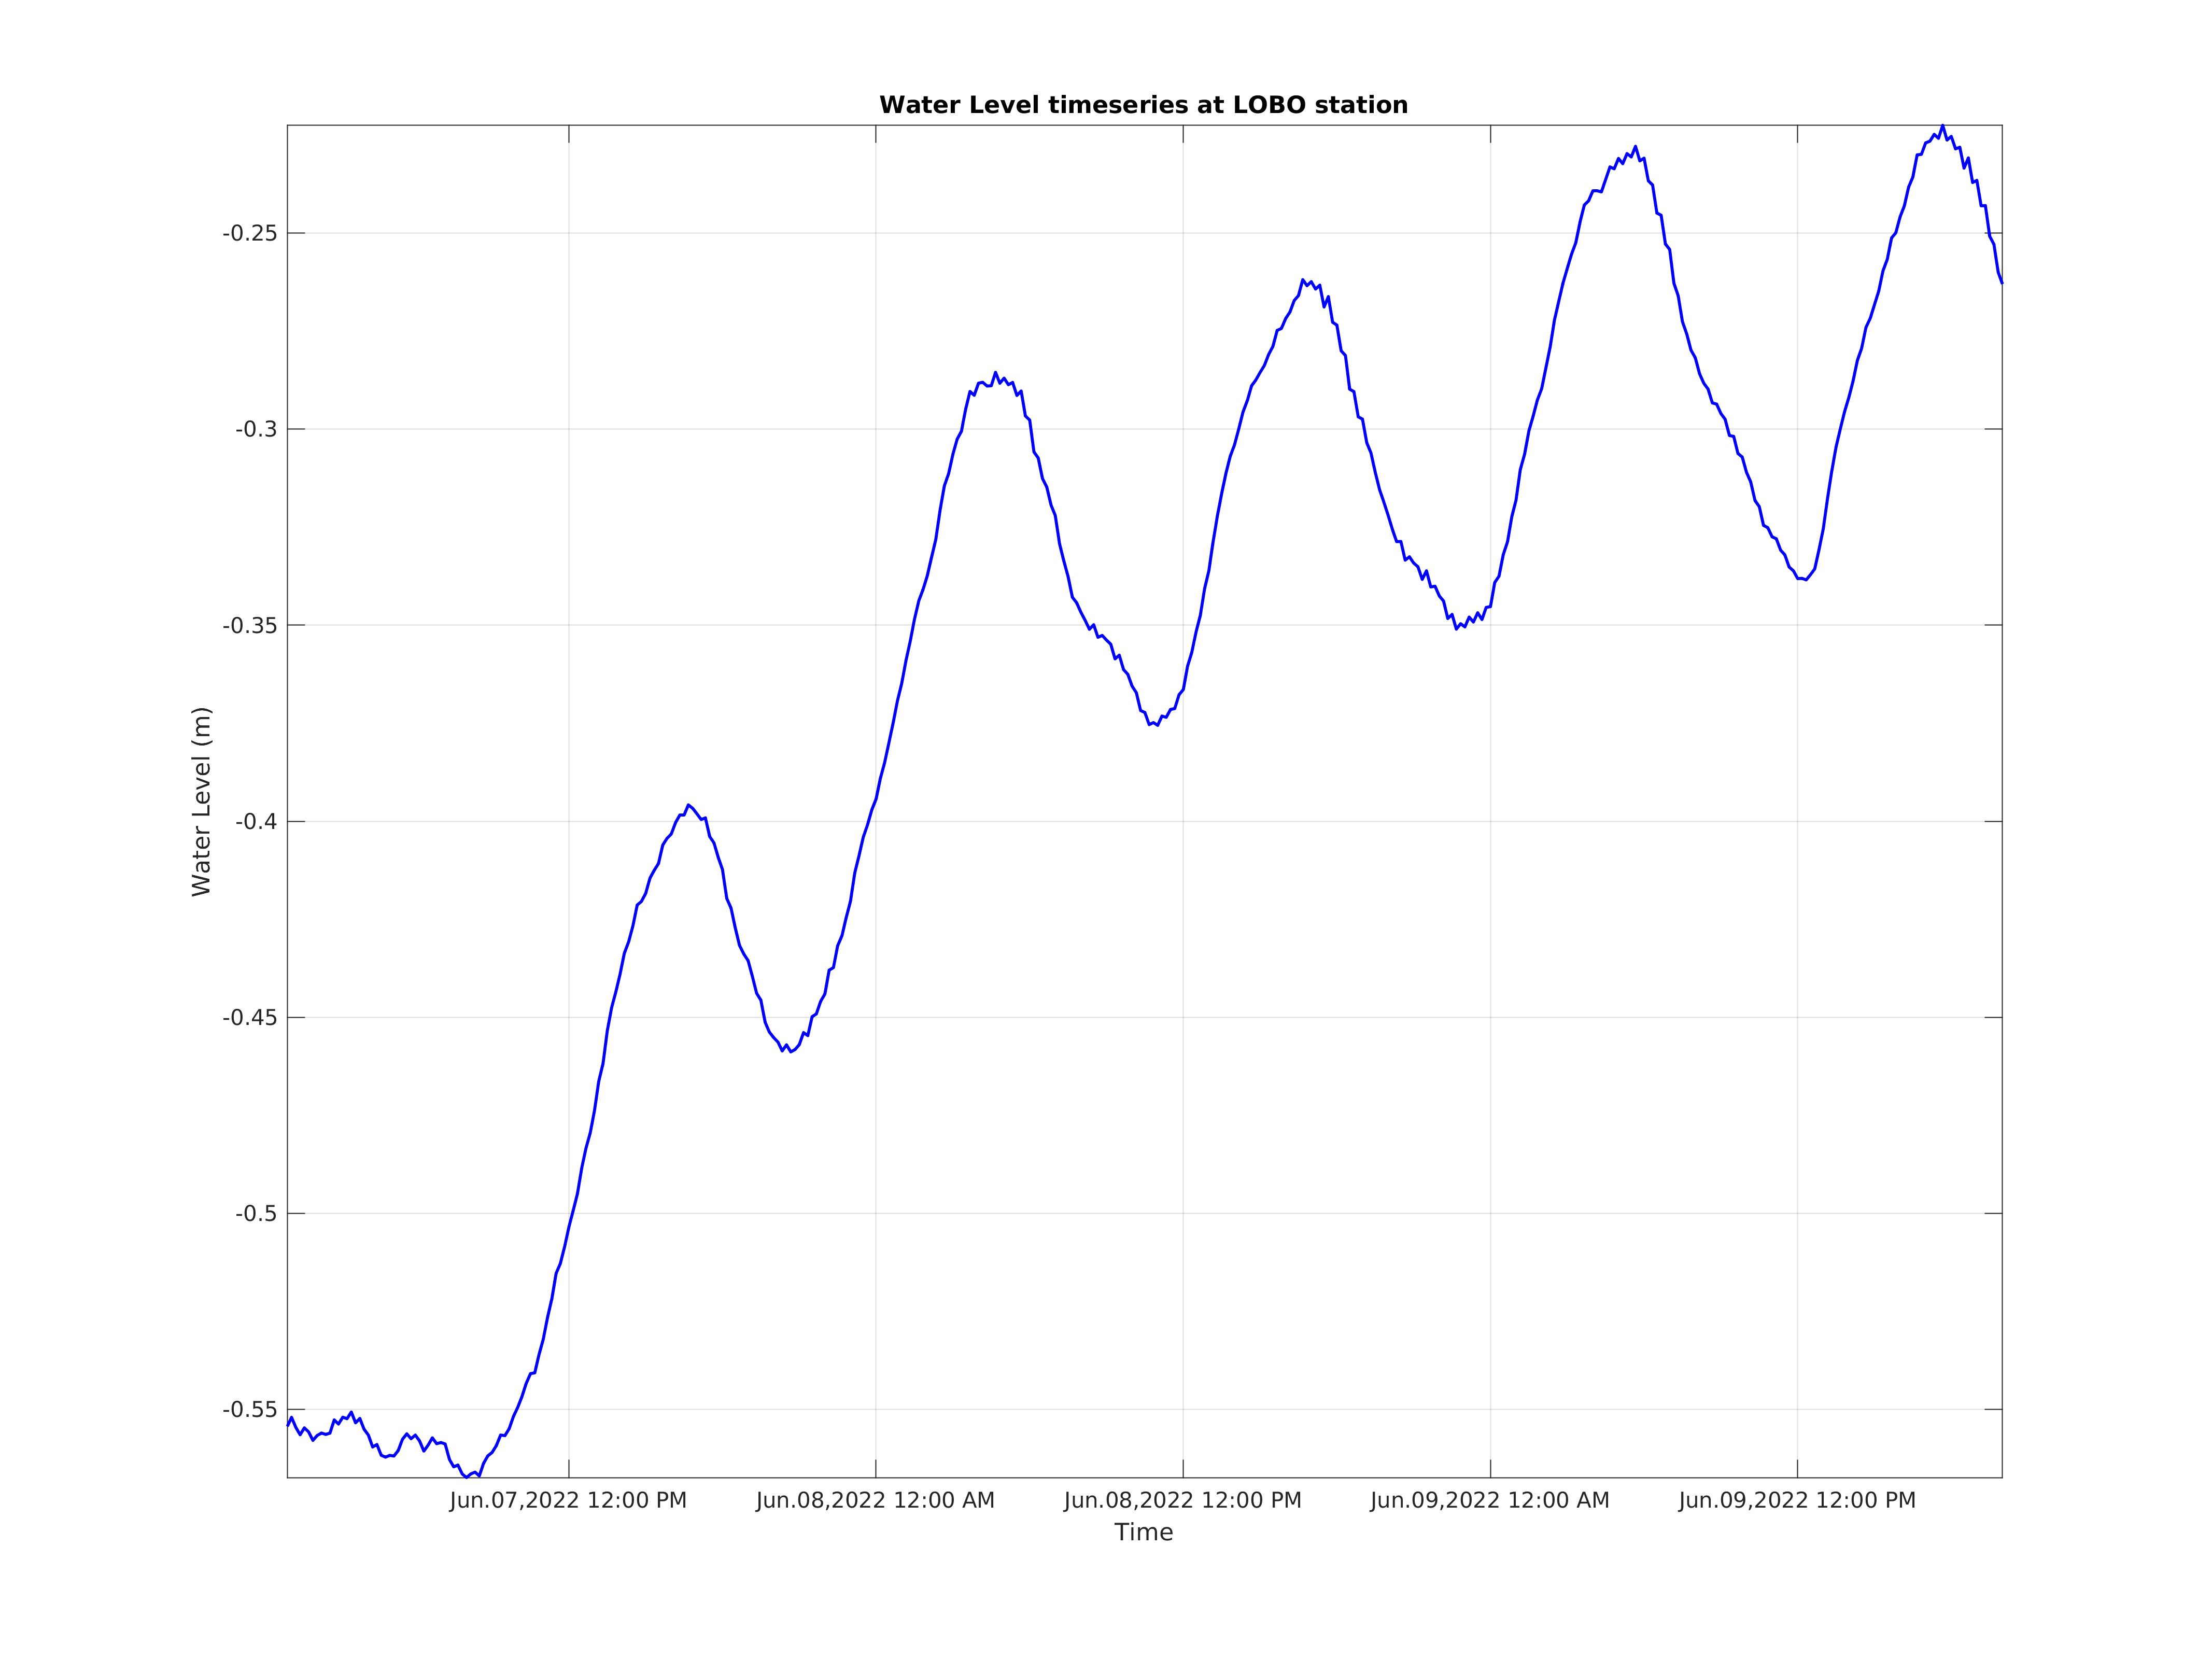 Water Level timeseries at LOBO station
-0.25
-0.3
-0.35
-0.4
-0.45
-0.5
-0.55
Water Level (m)
Jun.07,2022 12:00 PM
Jun.08,2022 12:00 AM
Jun.08,2022 12:00 PM
Jun.09,2022 12:00 AM
Jun.09,2022 12:00 PM
Time